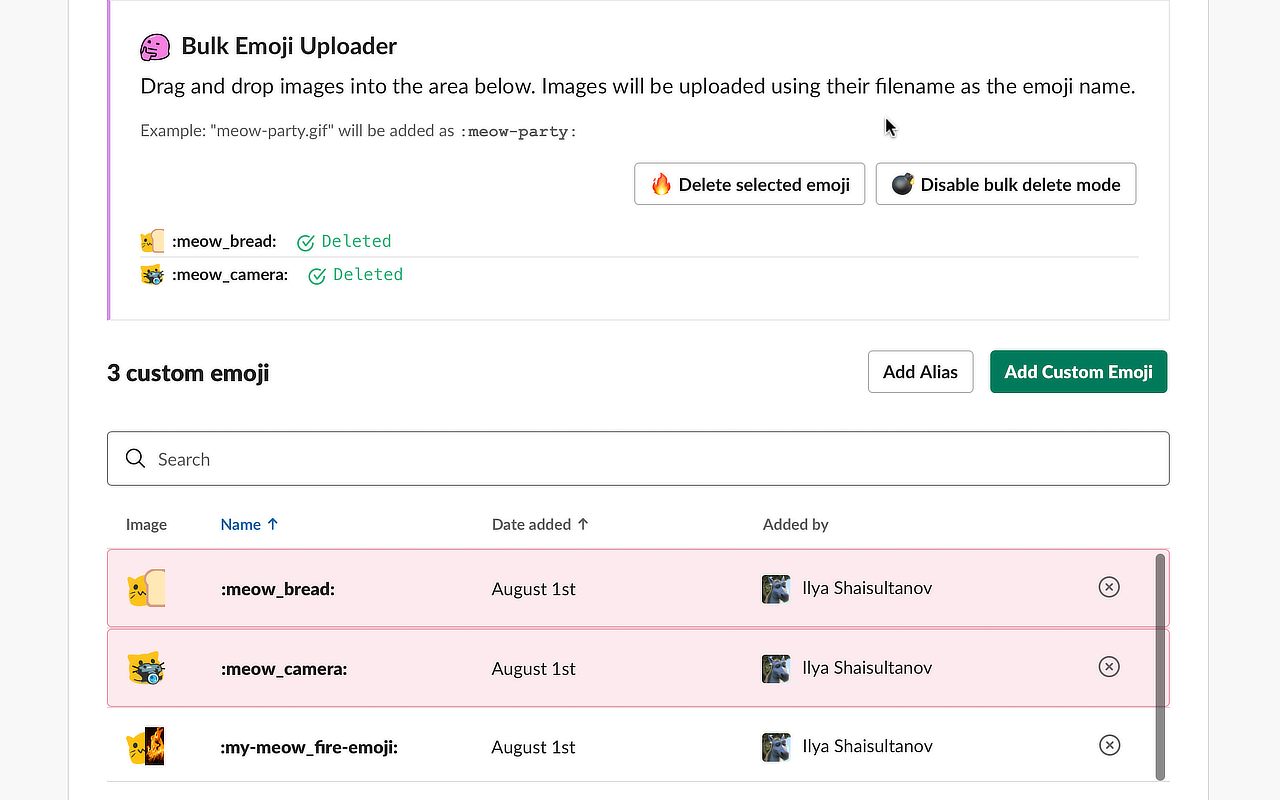 Bulk Emoji Uploader
Drag and drop images into the area below. Images will be uploaded using their filename as the emoji name.
Example: "meow-party.gif" will be added as :meow-party:
Delete selected emoji
Disable bulk delete mode
:meow_bread: Deleted
:meow_camera: Deleted
3 custom emoji
Add Alias
Add Custom Emoji
Search
Image Name ↑ Date added ↑ Added by
:meow_bread: August 1st Ilya Shaisultanov
:meow_camera: August 1st Ilya Shaisultanov
:my-meow_fire-emoji: August 1st Ilya Shaisultanov